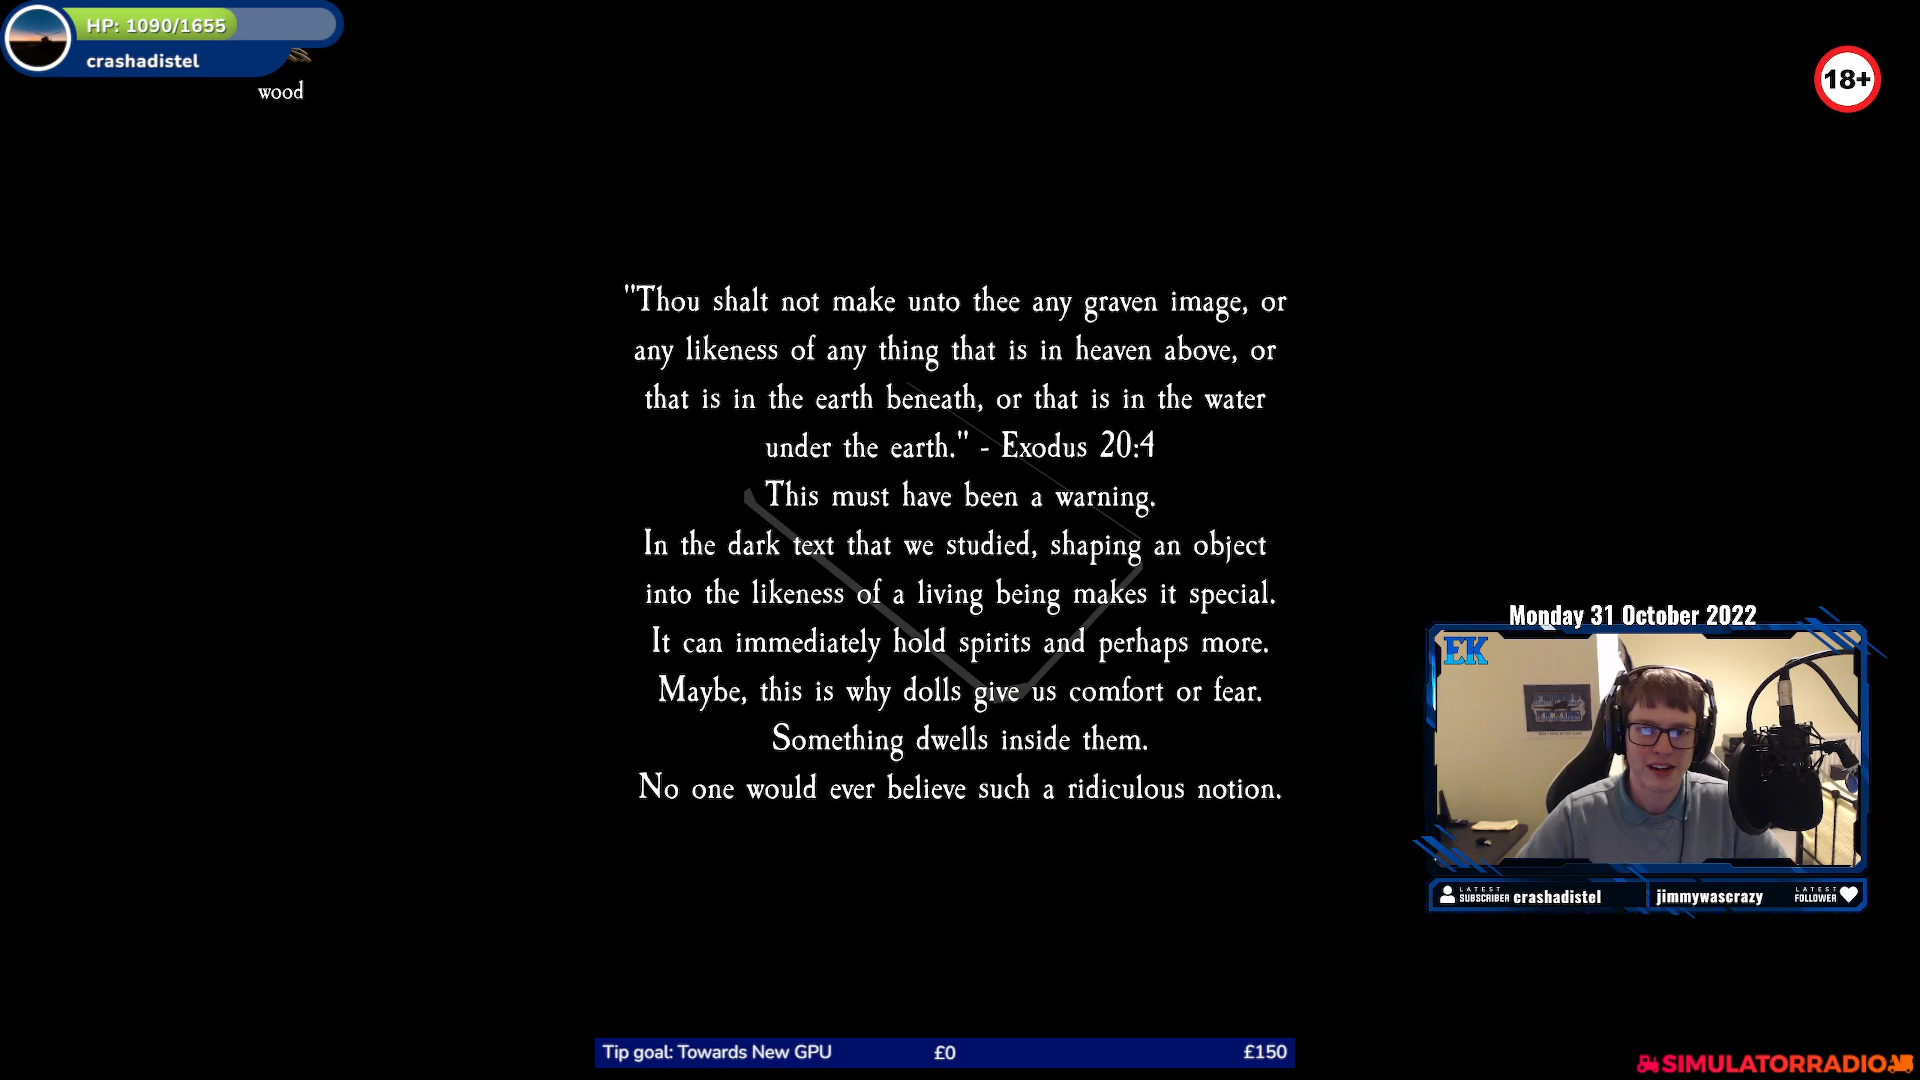 HP: 1090/1655
crashadistel
wood
18+
"Thou shalt not make unto thee any graven image, or
any likeness of any thing that is in heaven above, or
that is in the earth beneath, or that is in the water
under the earth." - Exodus 20:4
This must have been a warning.
In the dark text that we studied, shaping an object
into the likeness of a living being makes it special.
It can immediately hold spirits and perhaps more.
Maybe, this is why dolls give us comfort or fear.
Something dwells inside them.
No one would ever believe such a ridiculous notion.
Monday 31 October 2022
EK
LATEST SUBSCRIBER crashadistel
jimmywascrazy LATEST FOLLOWER
Tip goal: Towards New GPU £0 £150
SIMULATORRADIO